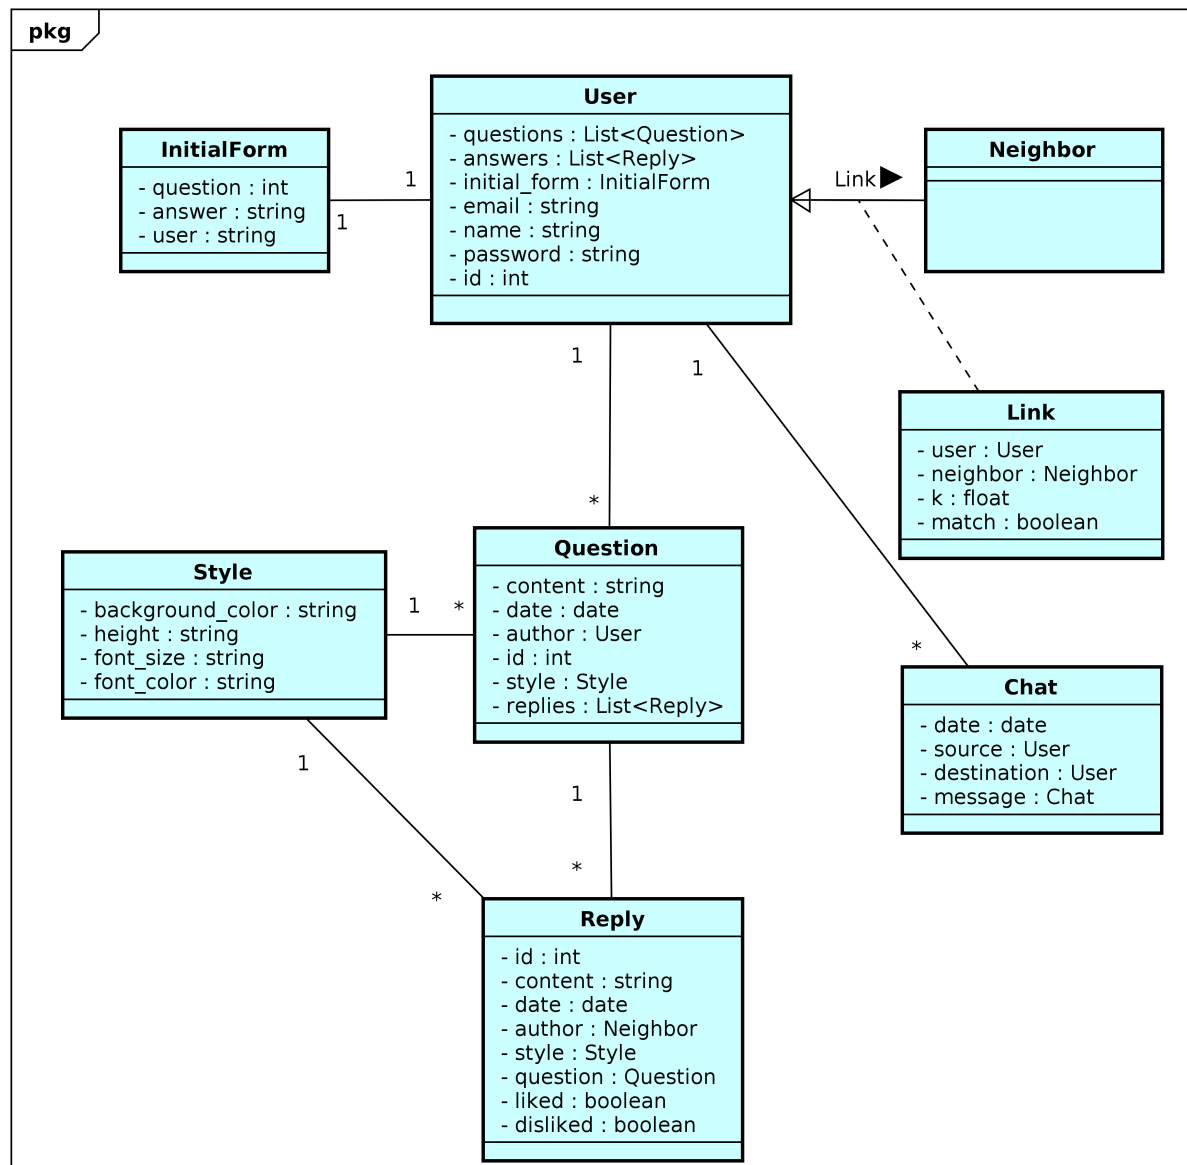 pkg
User
- questions : List<Question>
- answers : List<Reply>
- initial_form : InitialForm
- email : string
- name : string
- password : string
- id : int
InitialForm
- question : int
- answer : string
- user : string
1
1
Link
Neighbor
1
1
Link
- user : User
- neighbor : Neighbor
- k : float
- match : boolean
*
*
Style
- background_color : string
- height : string
- font_size : string
- font_color : string
1
*
Question
- content : string
- date : date
- author : User
- id : int
- style : Style
- replies : List<Reply>
Chat
- date : date
- source : User
- destination : User
- message : Chat
1
1
*
*
Reply
- id : int
- content : string
- date : date
- author : Neighbor
- style : Style
- question : Question
- liked : boolean
- disliked : boolean